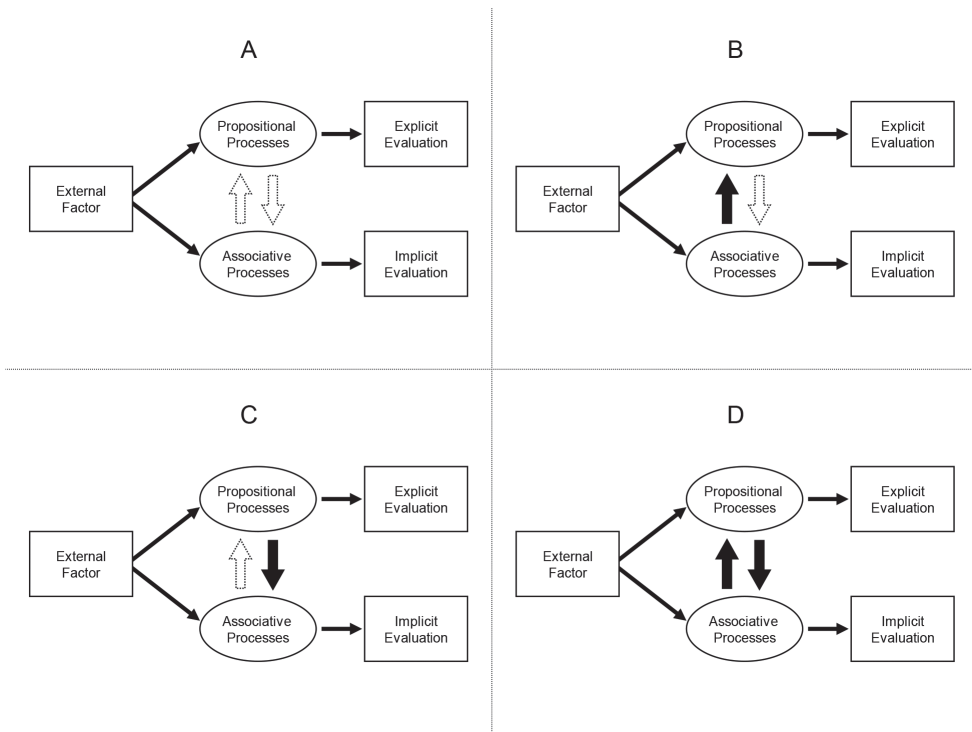 A
Propositional
Processes
Explicit
Evaluation
External
Factor
Associative
Processes
Implicit
Evaluation
B
Propositional
Processes
Explicit
Evaluation
External
Factor
Associative
Processes
Implicit
Evaluation
C
Propositional
Processes
Explicit
Evaluation
External
Factor
Associative
Processes
Implicit
Evaluation
D
Propositional
Processes
Explicit
Evaluation
External
Factor
Associative
Processes
Implicit
Evaluation